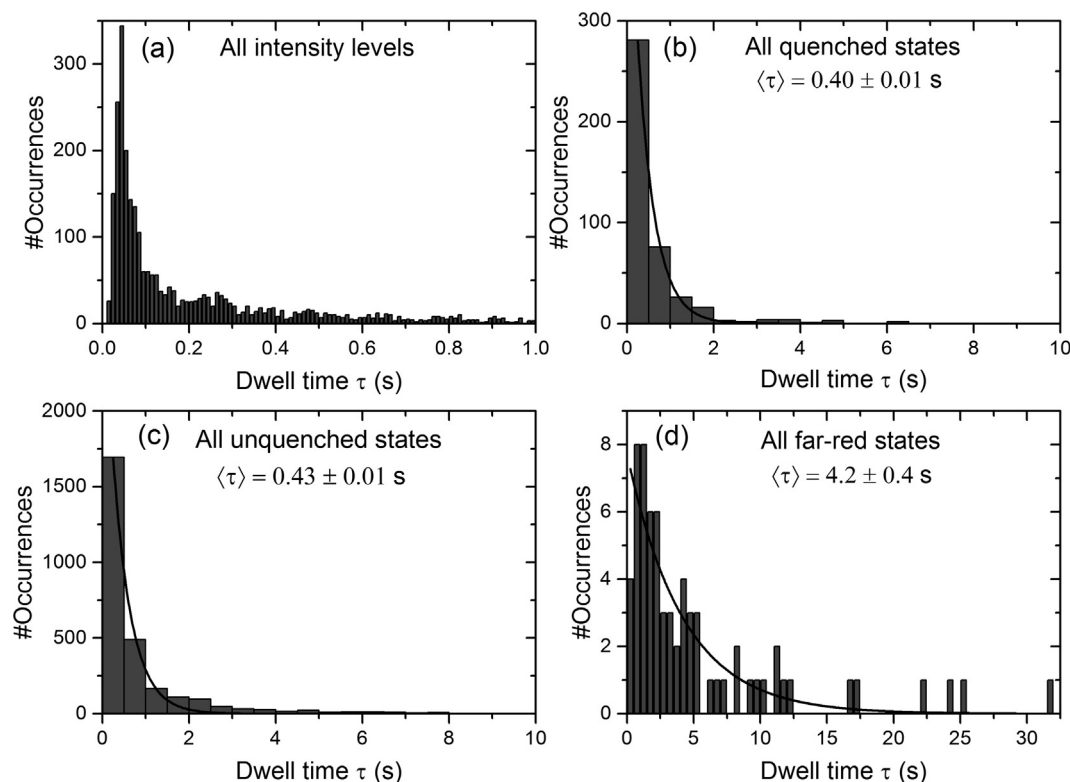 (a) All intensity levels
300
200
100
0
0.0 0.2 0.4 0.6 0.8 1.0
#Occurrences
Dwell time τ (s)
(b) All quenched states
⟨τ⟩ = 0.40 ± 0.01 s
300
200
100
0
0 2 4 6 8 10
#Occurrences
Dwell time τ (s)
(c) All unquenched states
⟨τ⟩ = 0.43 ± 0.01 s
2000
1500
1000
500
0
0 2 4 6 8 10
#Occurrences
Dwell time τ (s)
(d) All far-red states
⟨τ⟩ = 4.2 ± 0.4 s
8
6
4
2
0
0 5 10 15 20 25 30
#Occurrences
Dwell time τ (s)